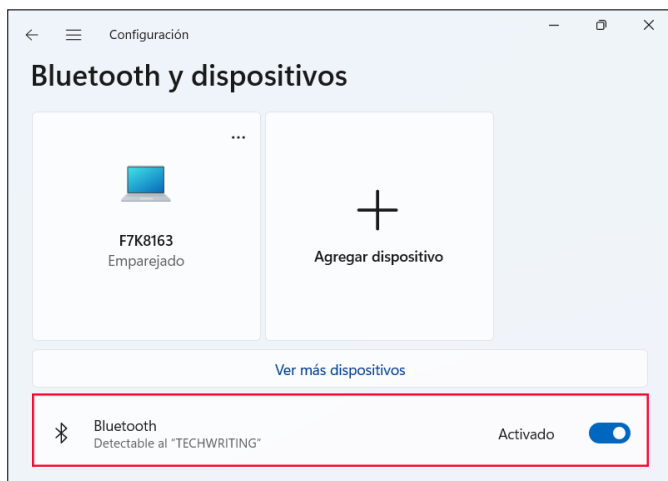 Configuración
Bluetooth y dispositivos
F7K8163
Emparejado
Agregar dispositivo
Ver más dispositivos
Bluetooth
Detectable al “TECHWRITING”
Activado